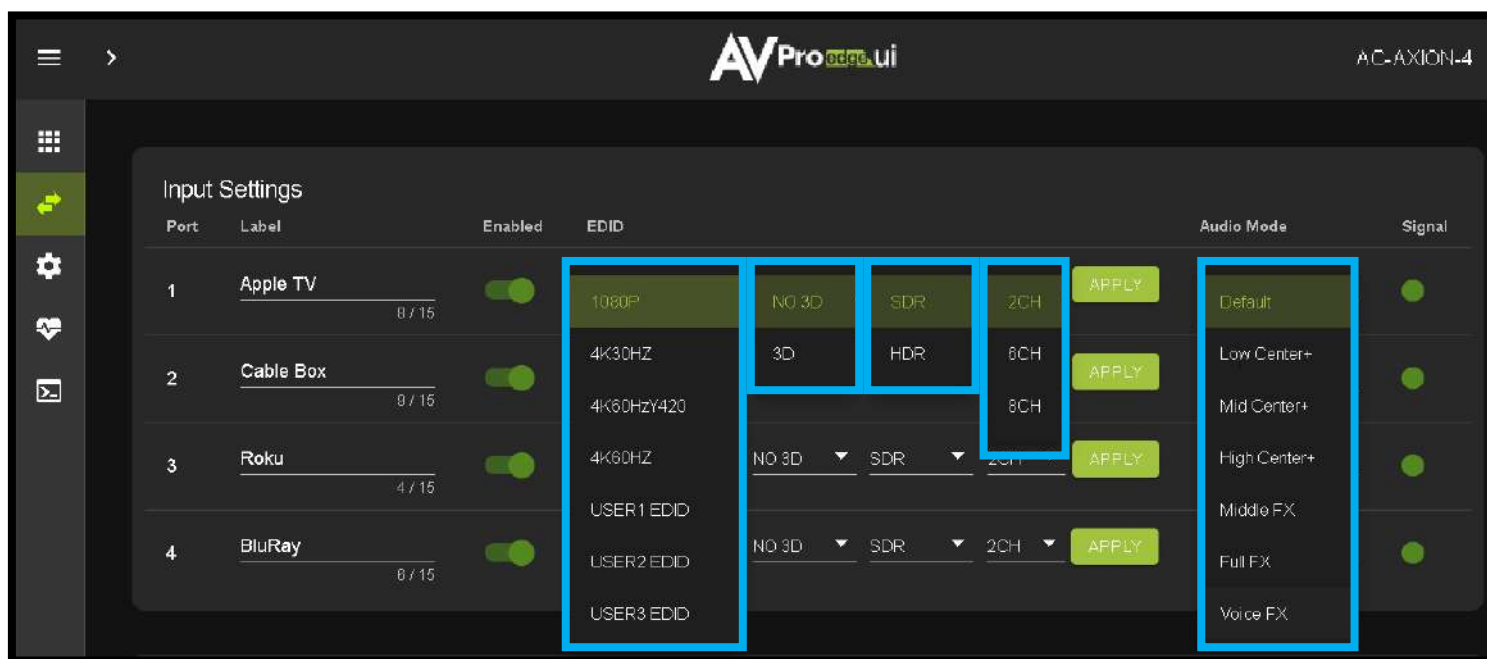 AVPro edge.ui
AC-AXION-4
Input Settings
Port Label Enabled EDID Audio Mode Signal
1 Apple TV 1080P NO 3D SDR 2CH APPLY Default
8 / 15
4K30HZ 3D HDR 6CH Low Center+
2 Cable Box APPLY
9 / 15 4K60HzY420 8CH Mid Center+
3 Roku 4K60HZ NO 3D SDR 2CH APPLY High Center+
4 / 15
USER1 EDID Middle FX
4 BluRay NO 3D SDR 2CH APPLY
6 / 15 USER2 EDID Full FX
USER3 EDID Voice FX